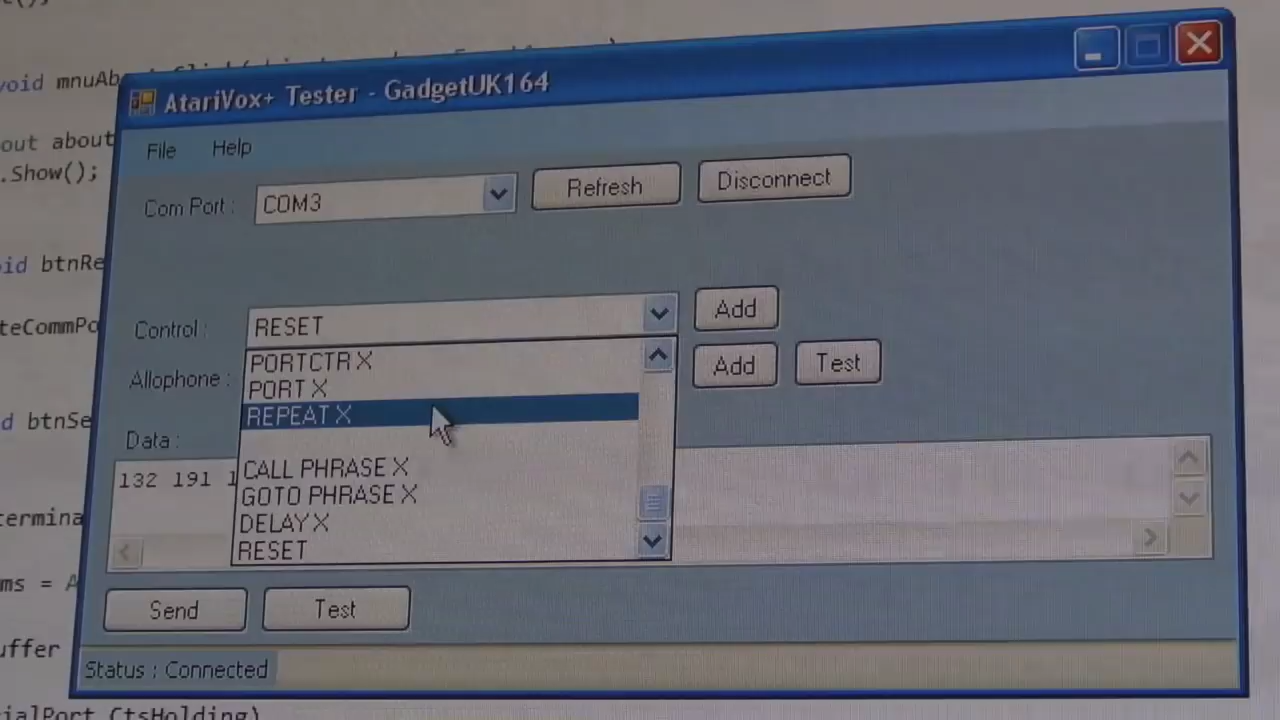 void mnuAb
AtariVox+ Tester - GadgetUK164
out about
.Show();
File Help
Com Port : COM3 Refresh Disconnect
btnRe
Control : RESET Add
PORTCTR X
Allophone : Add Test
PORT X
REPEAT X
btnSe
Data :
CALL PHRASE X
132 191 1
GOTO PHRASE X
DELAY X
RESET
termina
ms = A
Send Test
uffer
Status : Connected
ialPort.CtsHolding)